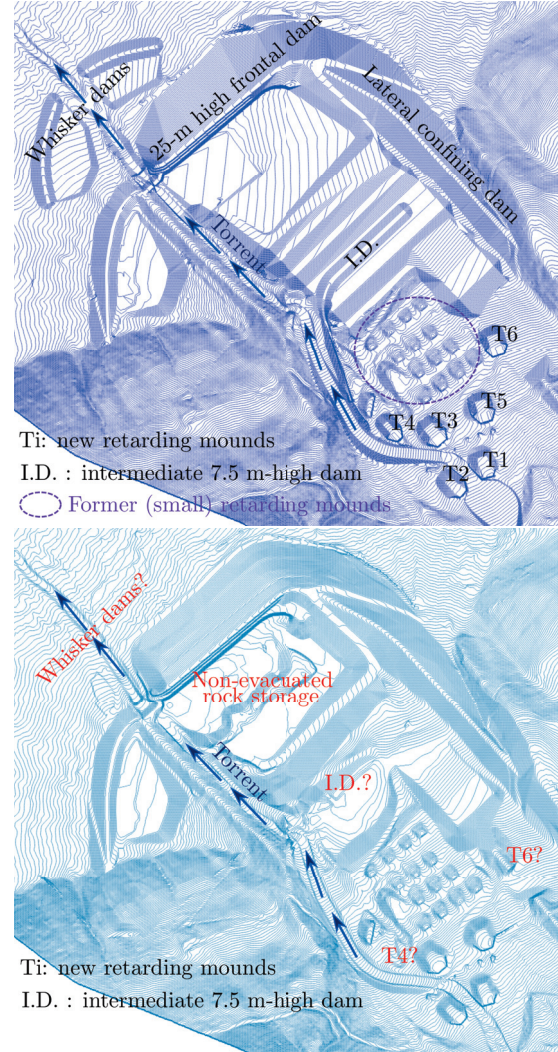 Whisker dams
25-m high frontal dam
Lateral confining dam
Torrent
I.D.
T6
T5
T4
T3
T1
T2
Ti: new retarding mounds
I.D. : intermediate 7.5 m-high dam
Former (small) retarding mounds
Whisker dams?
Non-evacuated
rock storage
Torrent
I.D.?
T6?
T4?
Ti: new retarding mounds
I.D. : intermediate 7.5 m-high dam